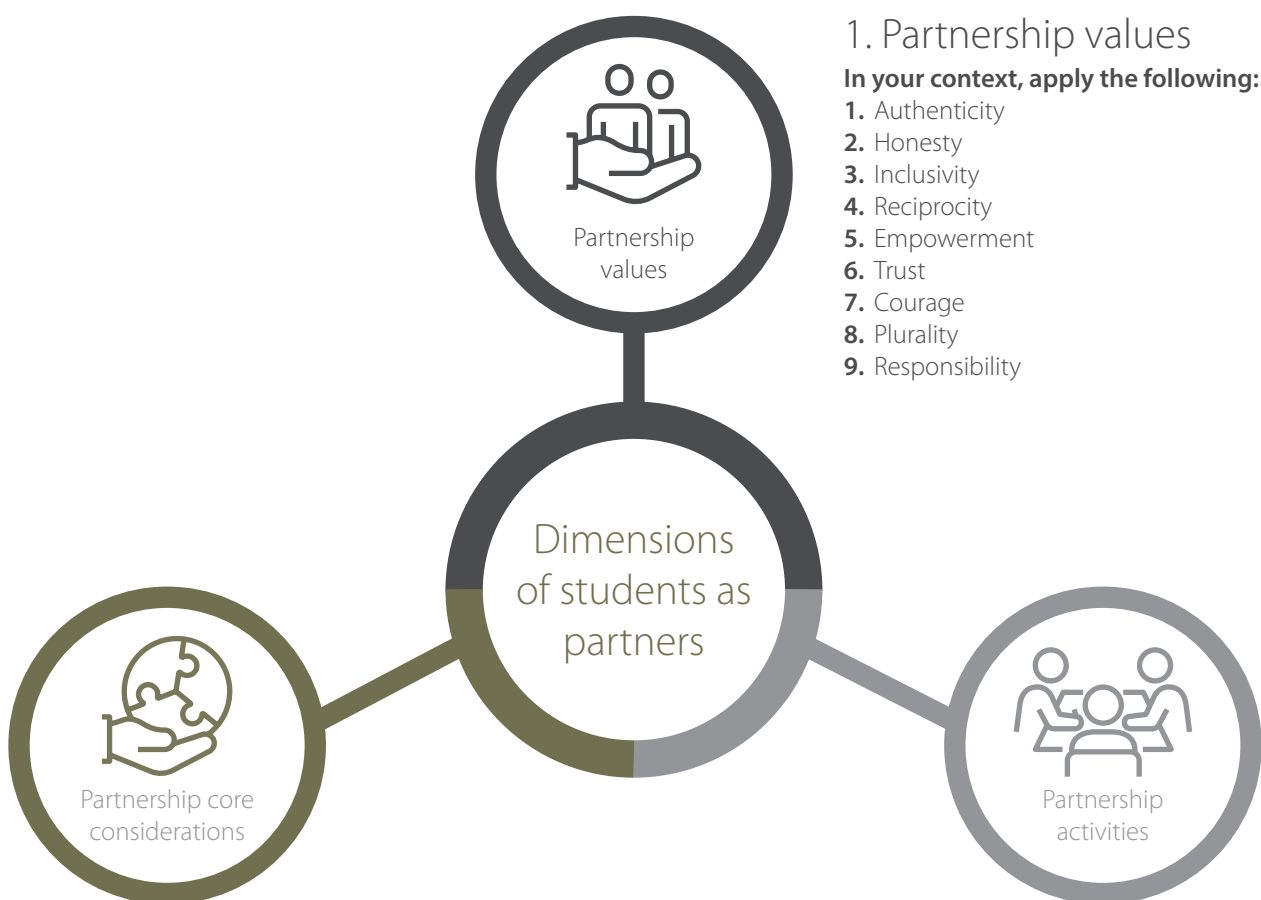 1. Partnership values
In your context, apply the following:
1. Authenticity
2. Honesty
3. Inclusivity
4. Reciprocity
5. Empowerment
6. Trust
7. Courage
8. Plurality
9. Responsibility
Partnership
values
Dimensions
of students as
partners
Partnership core
considerations
Partnership
activities